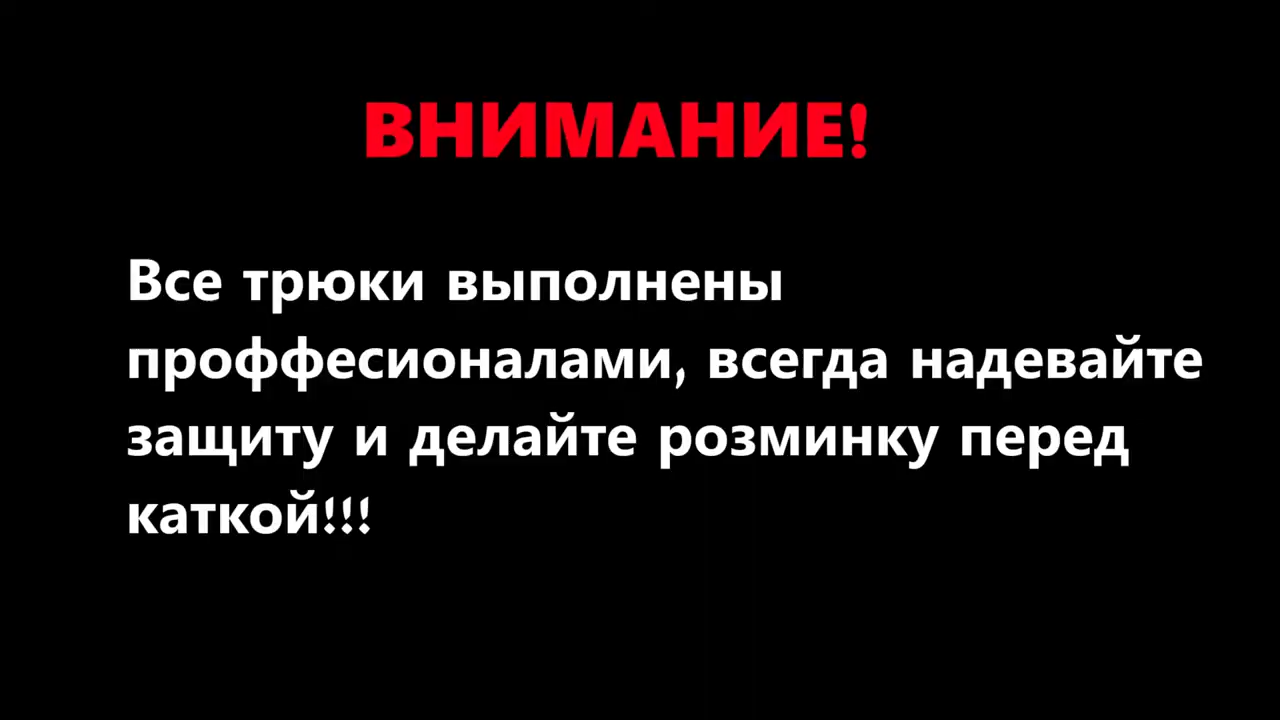 ВНИМАНИЕ!
Все трюки выполнены
проффесионалами, всегда надевайте
защиту и делайте розминку перед
каткой!!!